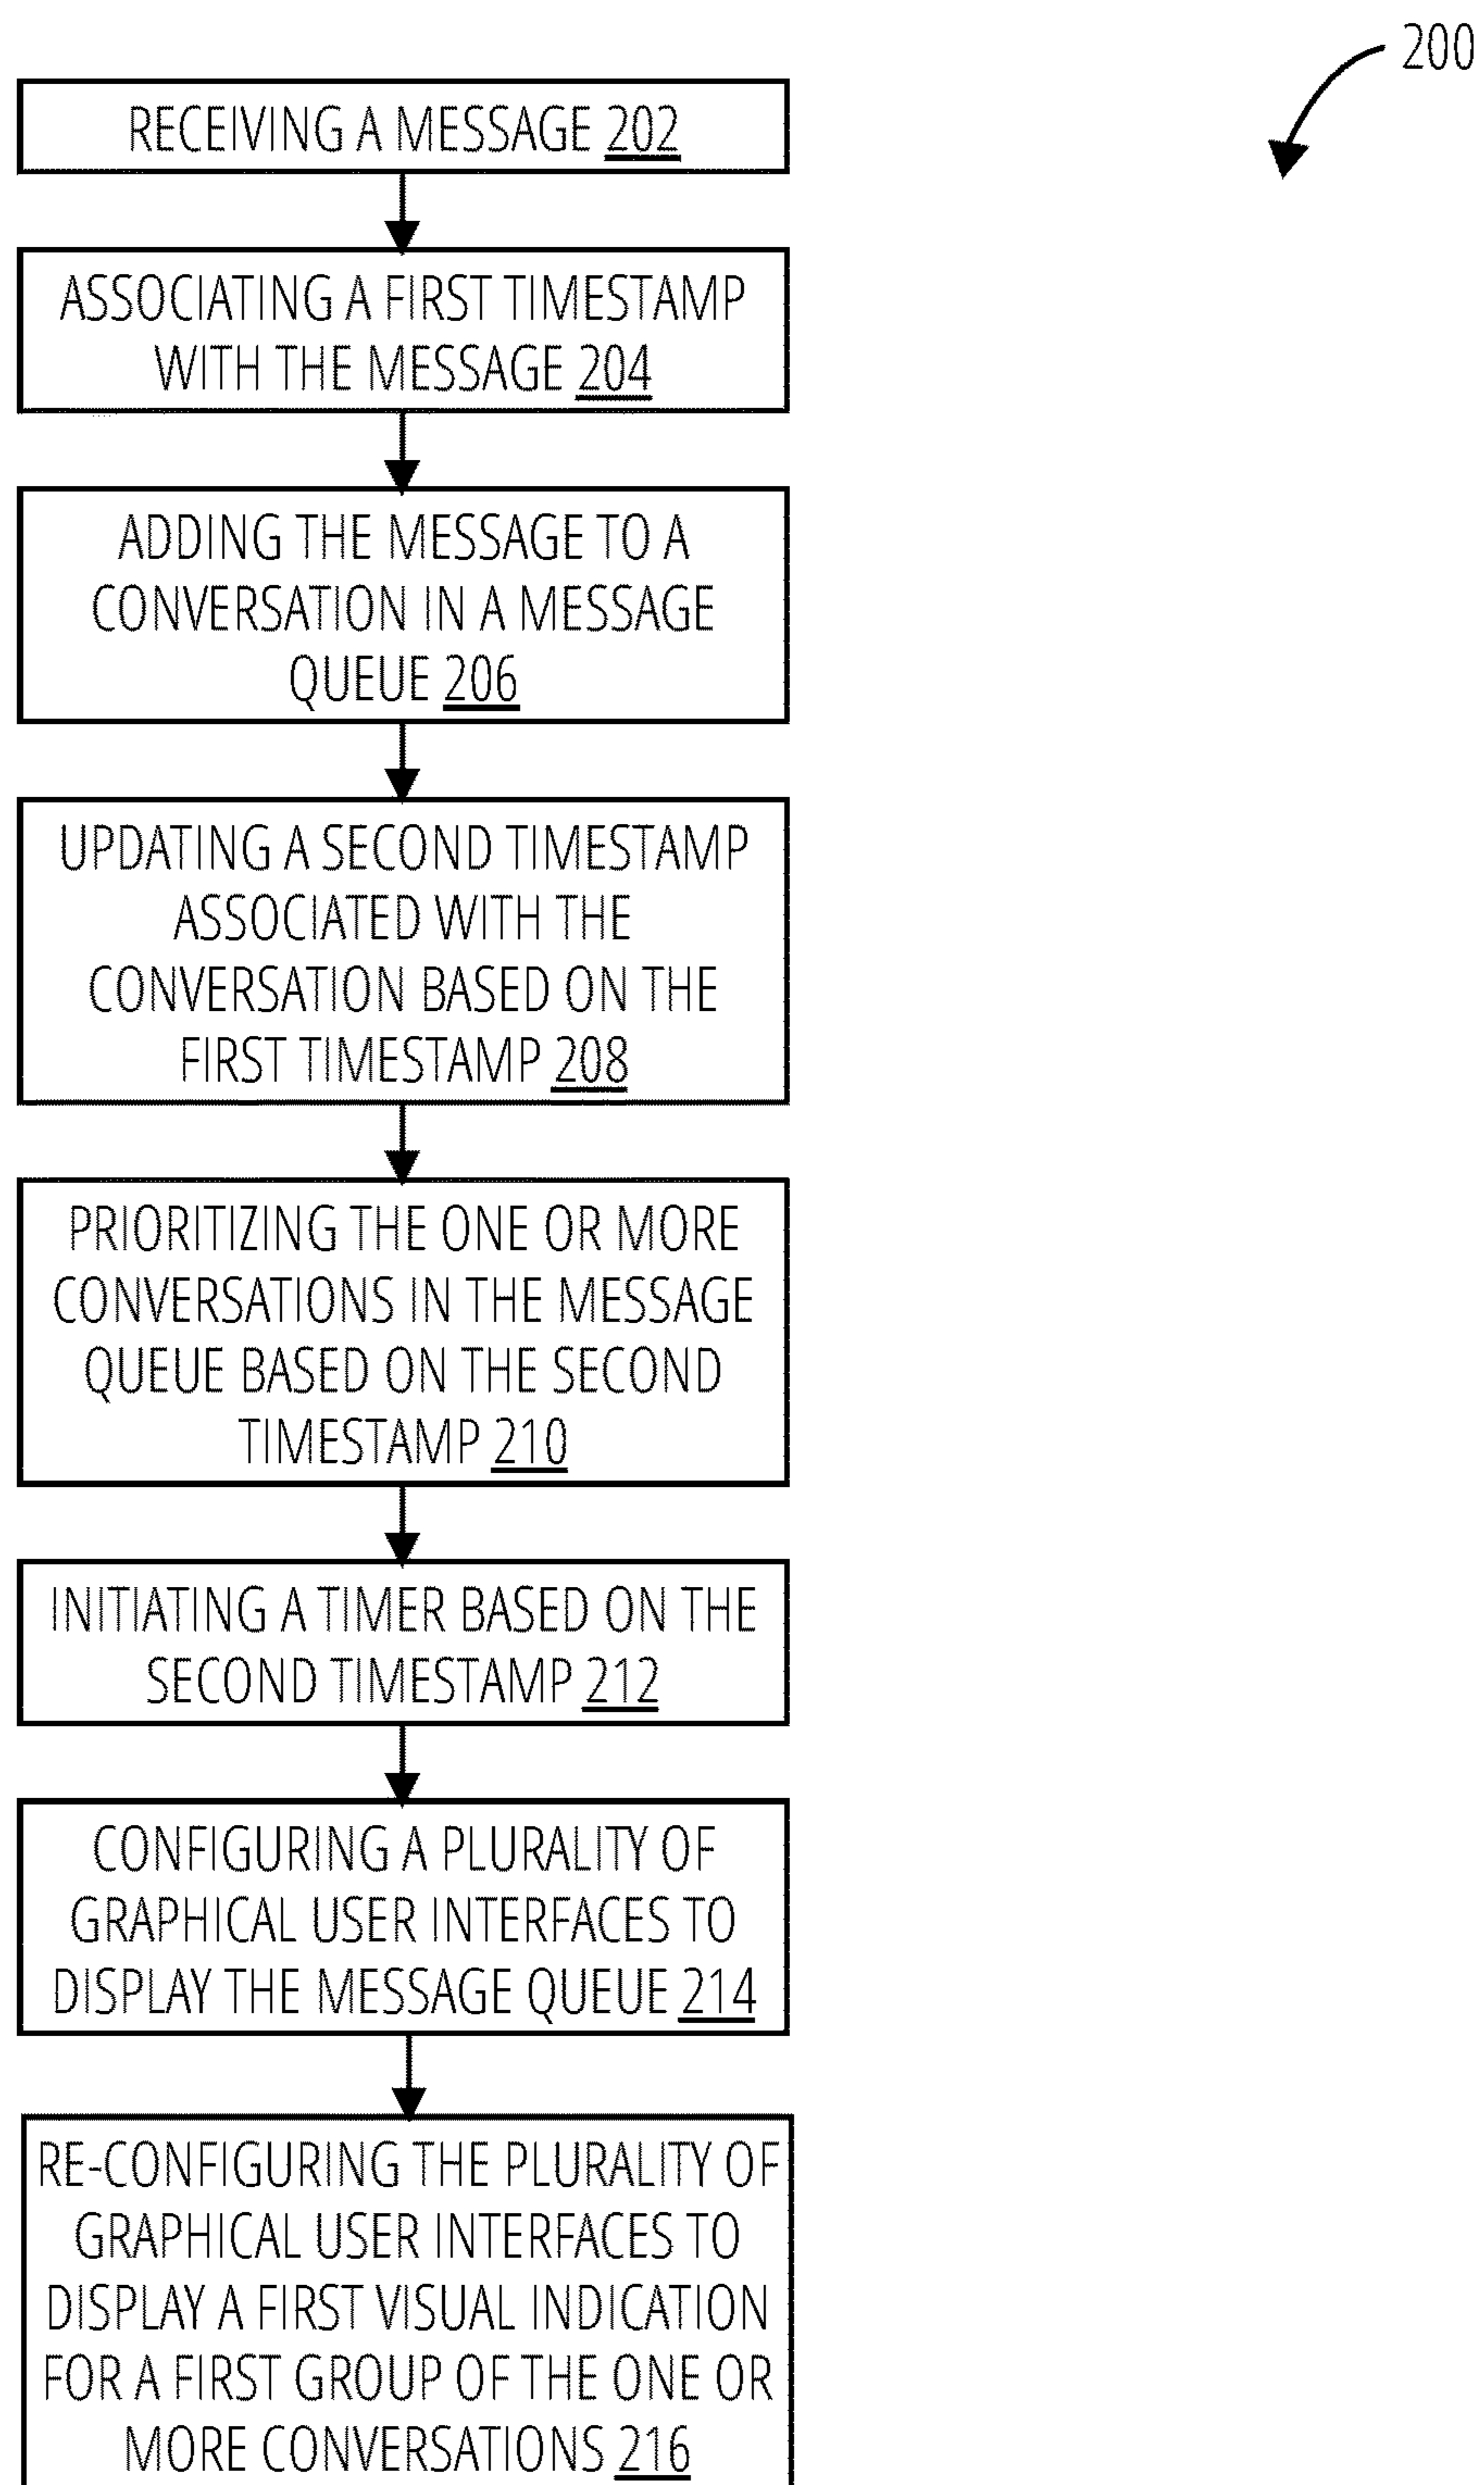 200
RECEIVING A MESSAGE 202
ASSOCIATING A FIRST TIMESTAMP
WITH THE MESSAGE 204
ADDING THE MESSAGE TO A
CONVERSATION IN A MESSAGE
QUEUE 206
UPDATING A SECOND TIMESTAMP
ASSOCIATED WITH THE
CONVERSATION BASED ON THE
FIRST TIMESTAMP 208
PRIORITIZING THE ONE OR MORE
CONVERSATIONS IN THE MESSAGE
QUEUE BASED ON THE SECOND
TIMESTAMP 210
INITIATING A TIMER BASED ON THE
SECOND TIMESTAMP 212
CONFIGURING A PLURALITY OF
GRAPHICAL USER INTERFACES TO
DISPLAY THE MESSAGE QUEUE 214
RE-CONFIGURING THE PLURALITY OF
GRAPHICAL USER INTERFACES TO
DISPLAY A FIRST VISUAL INDICATION
FOR A FIRST GROUP OF THE ONE OR
MORE CONVERSATIONS 216